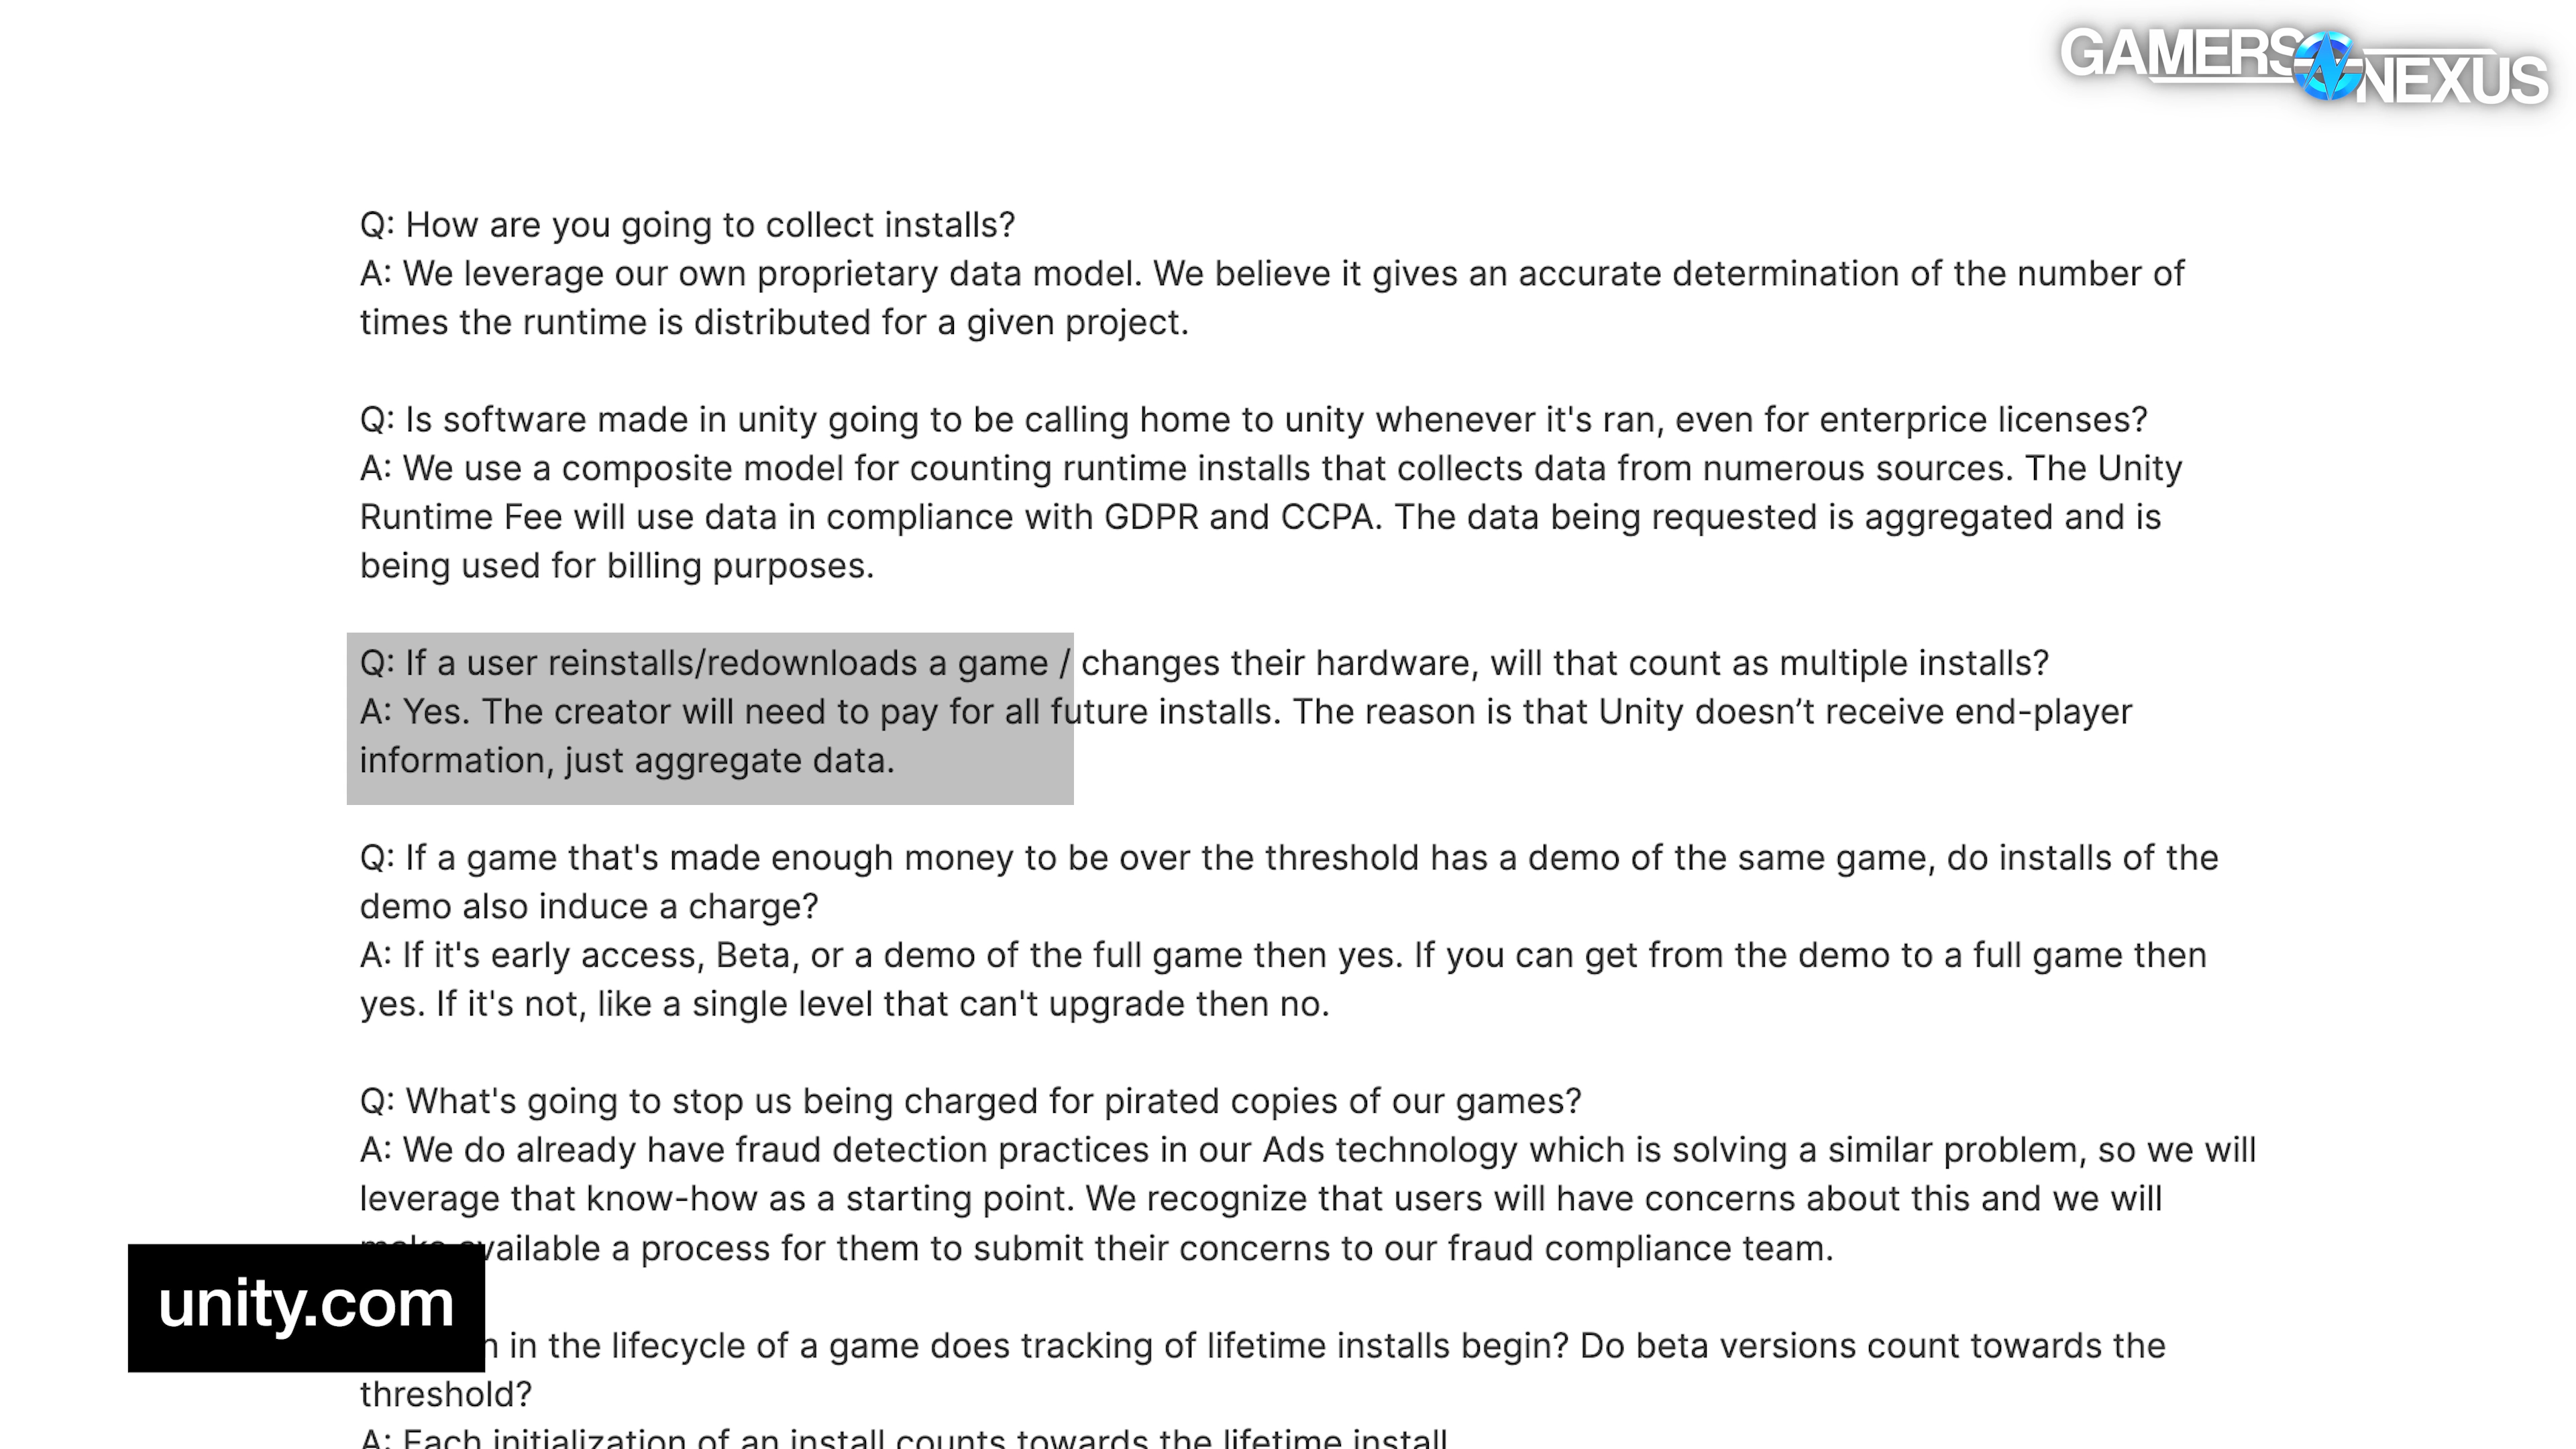 GAMERS NEXUS
Q: How are you going to collect installs?
A: We leverage our own proprietary data model. We believe it gives an accurate determination of the number of
times the runtime is distributed for a given project.
Q: Is software made in unity going to be calling home to unity whenever it's ran, even for enterprice licenses?
A: We use a composite model for counting runtime installs that collects data from numerous sources. The Unity
Runtime Fee will use data in compliance with GDPR and CCPA. The data being requested is aggregated and is
being used for billing purposes.
Q: If a user reinstalls/redownloads a game / changes their hardware, will that count as multiple installs?
A: Yes. The creator will need to pay for all future installs. The reason is that Unity doesn’t receive end-player
information, just aggregate data.
Q: If a game that's made enough money to be over the threshold has a demo of the same game, do installs of the
demo also induce a charge?
A: If it's early access, Beta, or a demo of the full game then yes. If you can get from the demo to a full game then
yes. If it's not, like a single level that can't upgrade then no.
Q: What's going to stop us being charged for pirated copies of our games?
A: We do already have fraud detection practices in our Ads technology which is solving a similar problem, so we will
leverage that know-how as a starting point. We recognize that users will have concerns about this and we will
make available a process for them to submit their concerns to our fraud compliance team.
unity.com
in the lifecycle of a game does tracking of lifetime installs begin? Do beta versions count towards the
threshold?
A: Each initialization of an install counts towards the lifetime install.